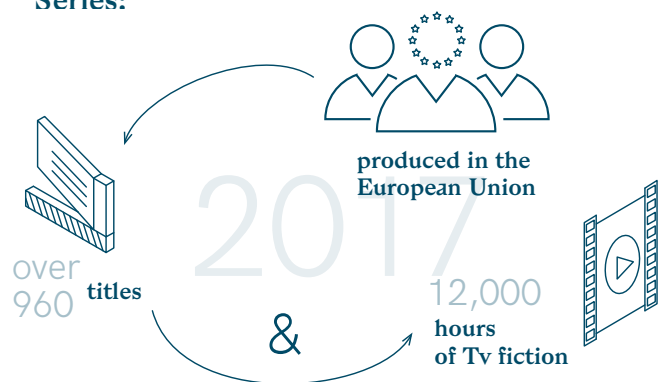 Series:
produced in the
European Union
2017
over
960 titles
12,000
&
hours
of Tv fiction